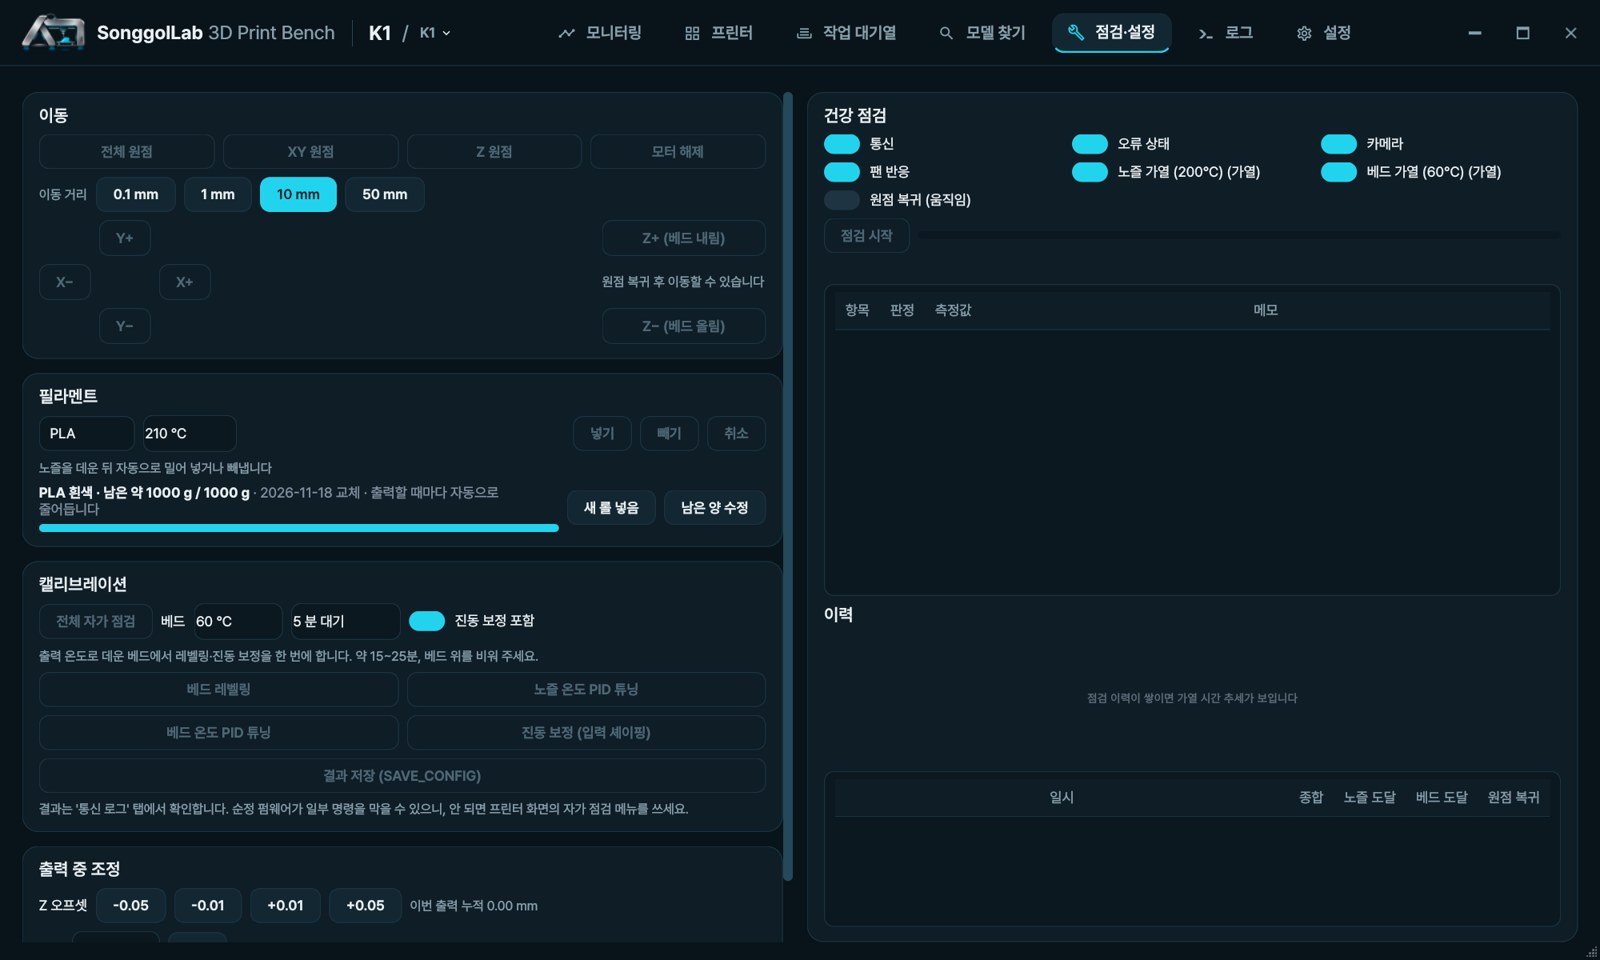 SonggolLab 3D Print Bench K1 / K1 모니터링 프린터 작업 대기열 모델 찾기 점검·설정 로그 설정
이동
전체 원점 XY 원점 Z 원점 모터 해제
이동 거리 0.1 mm 1 mm 10 mm 50 mm
Y+ Z+ (베드 내림)
X− X+ 원점 복귀 후 이동할 수 있습니다
Y− Z− (베드 올림)
필라멘트
PLA 210 °C 넣기 빼기 취소
노즐을 데운 뒤 자동으로 밀어 넣거나 빼냅니다
PLA 흰색 · 남은 약 1000 g / 1000 g · 2026-11-18 교체 · 출력할 때마다 자동으로
줄어듭니다
새 롤 넣음 남은 양 수정
캘리브레이션
전체 자가 점검 베드 60 °C 5 분 대기 진동 보정 포함
출력 온도로 데운 베드에서 레벨링·진동 보정을 한 번에 합니다. 약 15~25분, 베드 위를 비워 주세요.
베드 레벨링 노즐 온도 PID 튜닝
베드 온도 PID 튜닝 진동 보정 (입력 셰이핑)
결과 저장 (SAVE_CONFIG)
결과는 '통신 로그' 탭에서 확인합니다. 순정 펌웨어가 일부 명령을 막을 수 있으니, 안 되면 프린터 화면의 자가 점검 메뉴를 쓰세요.
출력 중 조정
Z 오프셋 -0.05 -0.01 +0.01 +0.05 이번 출력 누적 0.00 mm
건강 점검
통신 오류 상태 카메라
팬 반응 노즐 가열 (200°C) (가열) 베드 가열 (60°C) (가열)
원점 복귀 (움직임)
점검 시작
항목 판정 측정값 메모
이력
점검 이력이 쌓이면 가열 시간 추세가 보입니다
일시 종합 노즐 도달 베드 도달 원점 복귀